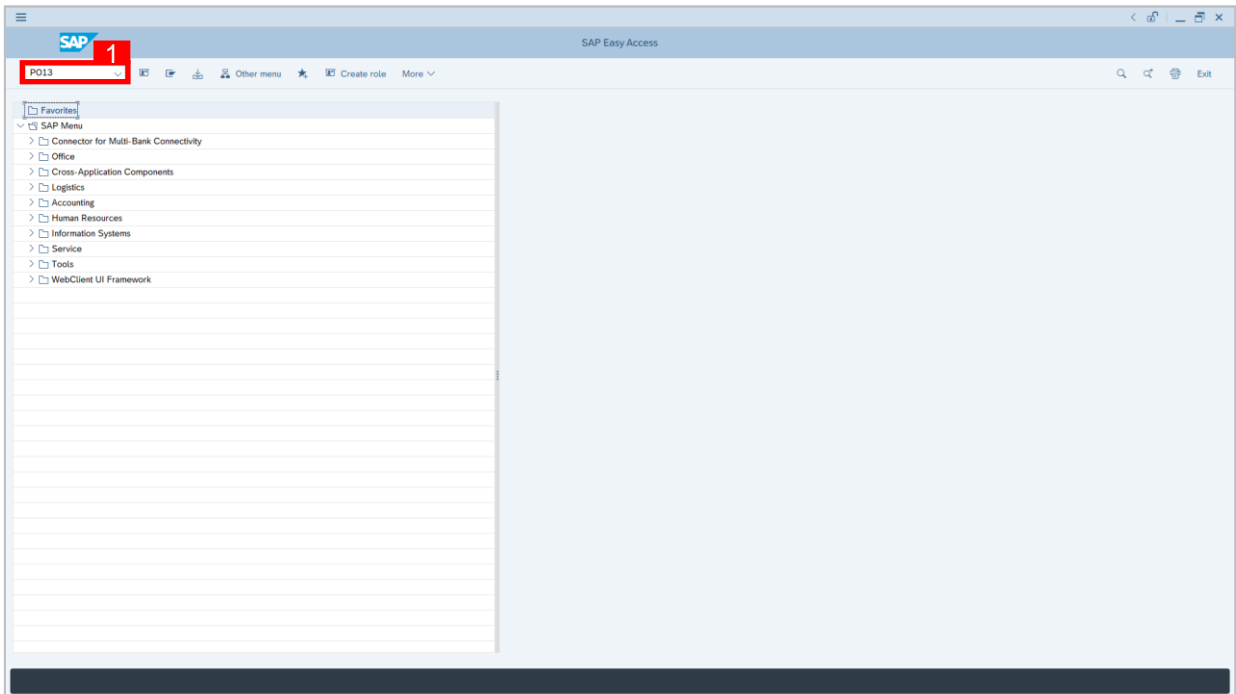 SAP
SAP Easy Access
1
PO13
Other menu
Create role
More
Exit
Favorites
SAP Menu
Connector for Multi-Bank Connectivity
Office
Cross-Application Components
Logistics
Accounting
Human Resources
Information Systems
Service
Tools
WebClient UI Framework